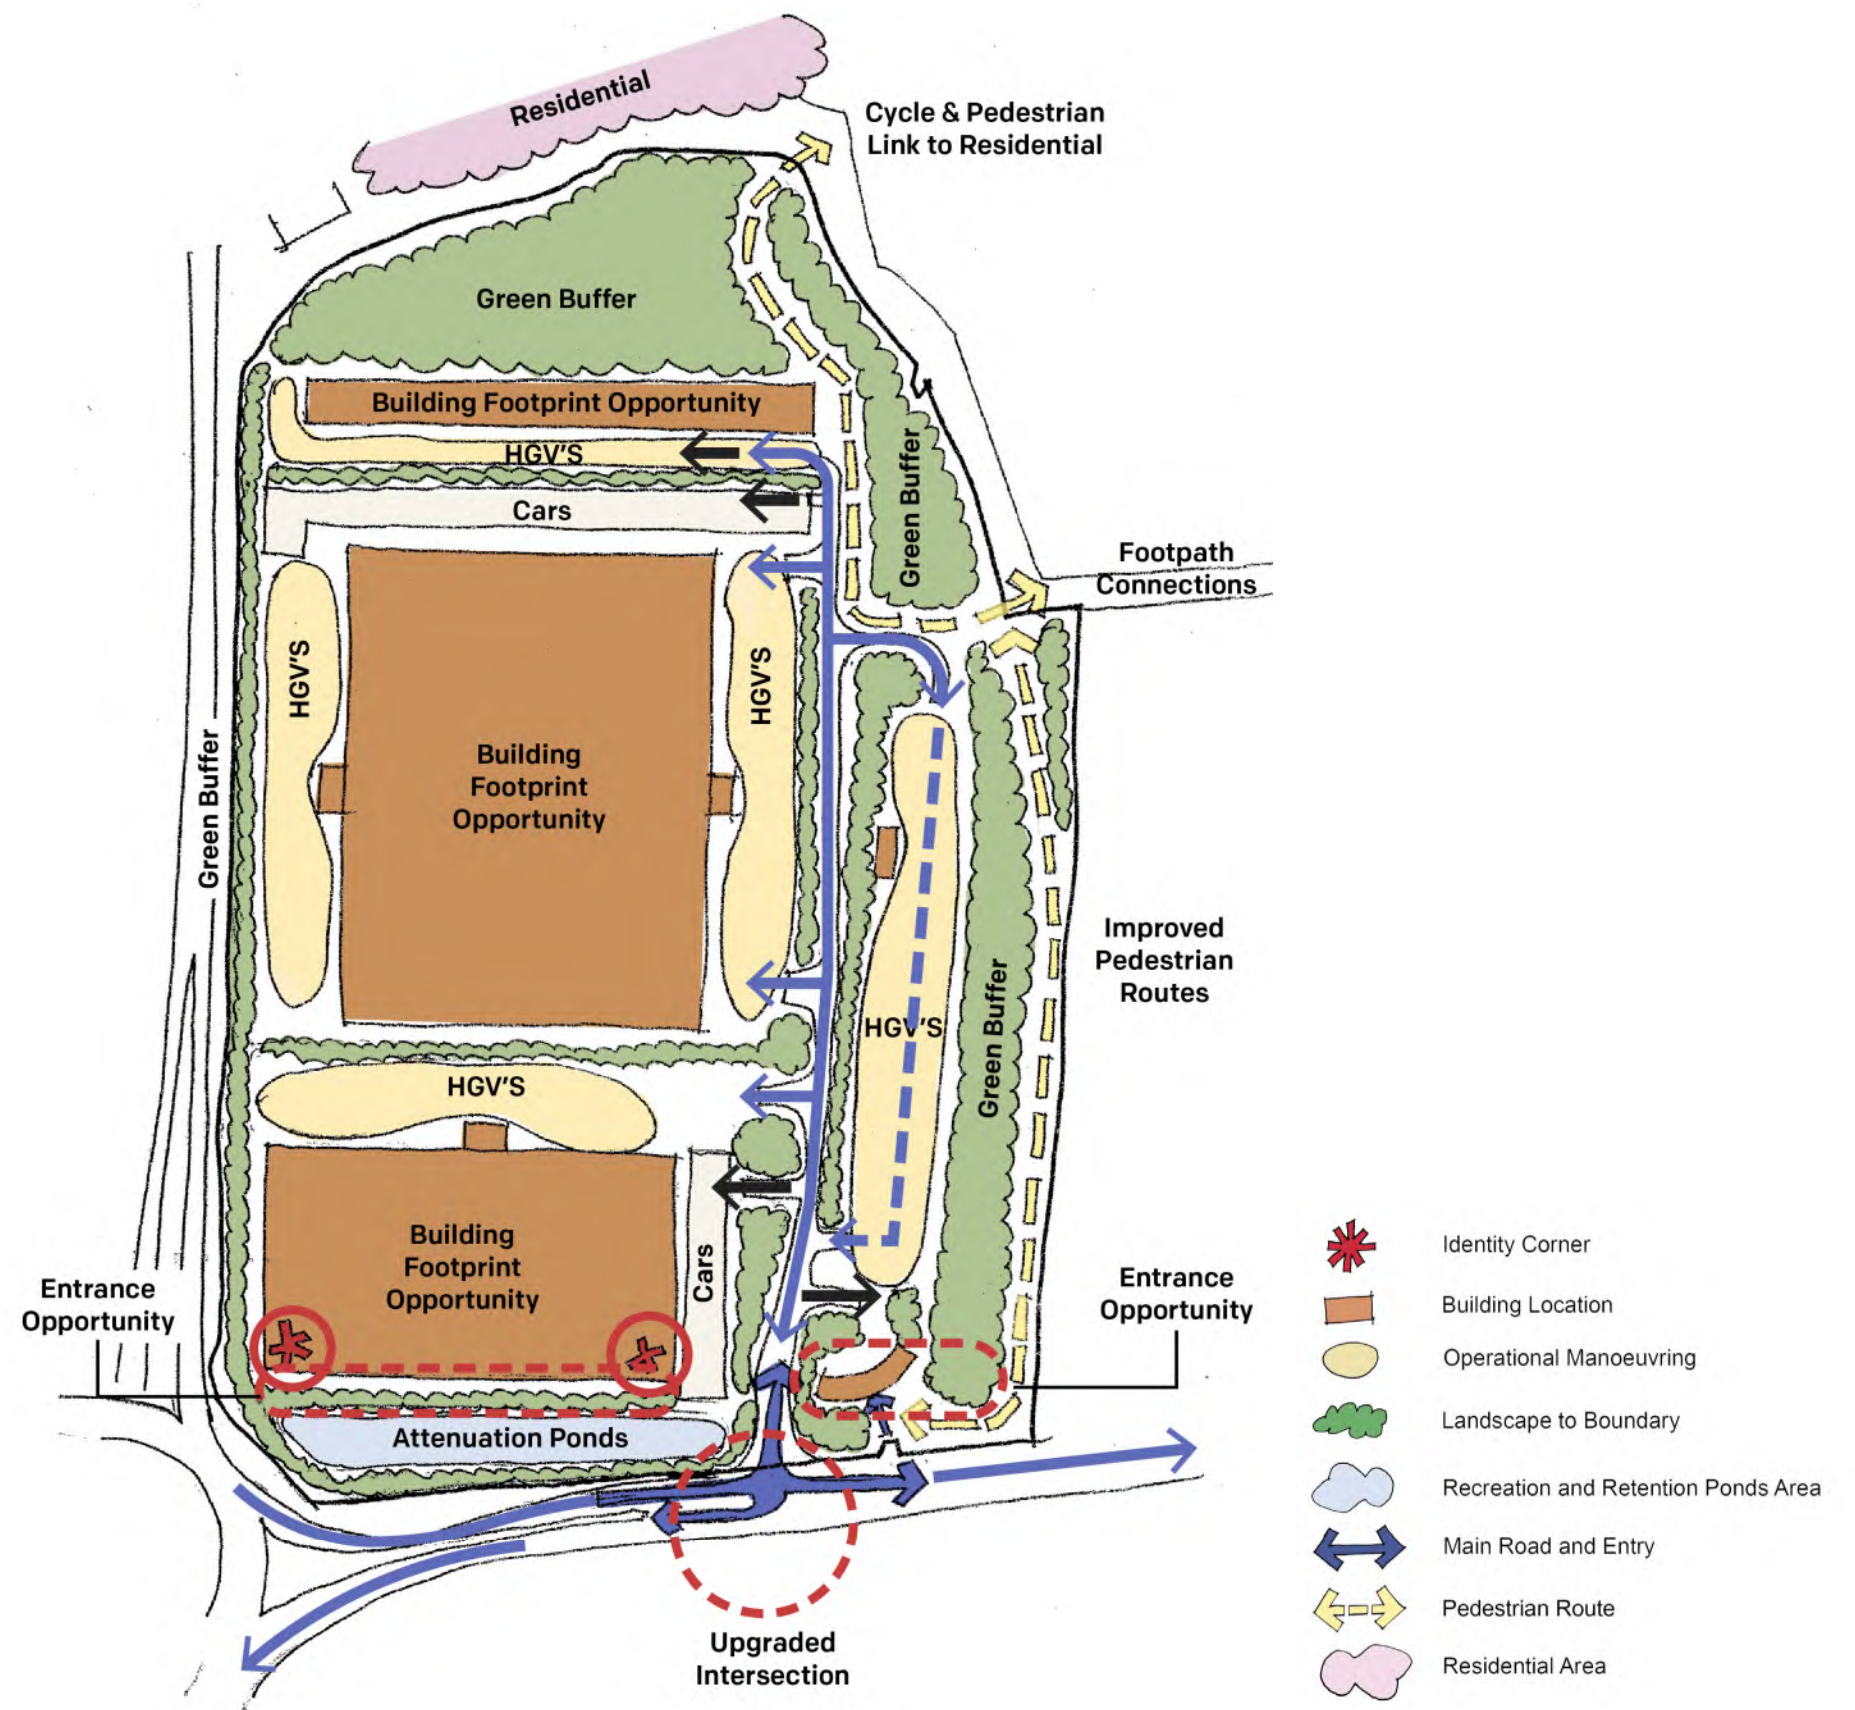 Residential
Cycle & Pedestrian
Link to Residential
Green Buffer
Building Footprint Opportunity
HGV'S
Cars
Green Buffer
Footpath
Connections
HGV'S
HGV'S
Building
Footprint
Opportunity
Green Buffer
Improved
Pedestrian
Routes
HGV'S
Green Buffer
HGV'S
Building
Footprint
Opportunity
Cars
Entrance
Opportunity
Entrance
Opportunity
Attenuation Ponds
Upgraded
Intersection
Identity Corner
Building Location
Operational Manoeuvring
Landscape to Boundary
Recreation and Retention Ponds Area
Main Road and Entry
Pedestrian Route
Residential Area